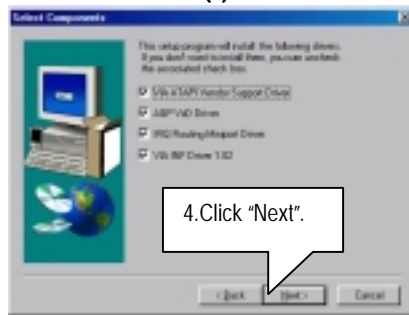 (1)
Select Components
This setup program will install the following drivers.
If you don't want to install them, you can uncheck
the associated check box.
VIA ATAPI Vendor Support Driver
AGP VxD Driver
IRQ Routing Miniport Driver
VIA INF Driver 1.02
4.Click “Next”.
< Back
Next >
Cancel